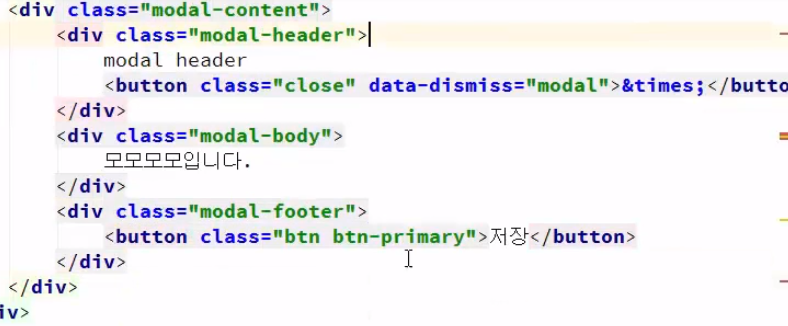 <div class="modal-content">
<div class="modal-header">
modal header
<button class="close" data-dismiss="modal">&times;</butto
</div>
<div class="modal-body">
모모모모입니다.
</div>
<div class="modal-footer">
<button class="btn btn-primary">저장</button>
</div>
</div>
iv>